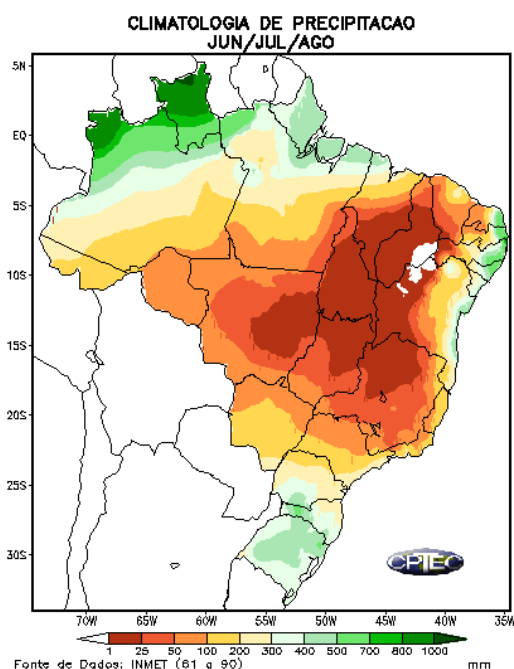 CLIMATOLOGIA DE PRECIPITACAO
JUN/JUL/AGO
5N
EQ
5S
10S
15S
20S
25S
30S
70W 65W 60W 55W 50W 45W 40W 35W
CPTEC
1 25 50 100 200 300 400 500 700 800 1000
Fonte de Dados: INMET (61 a 90) mm